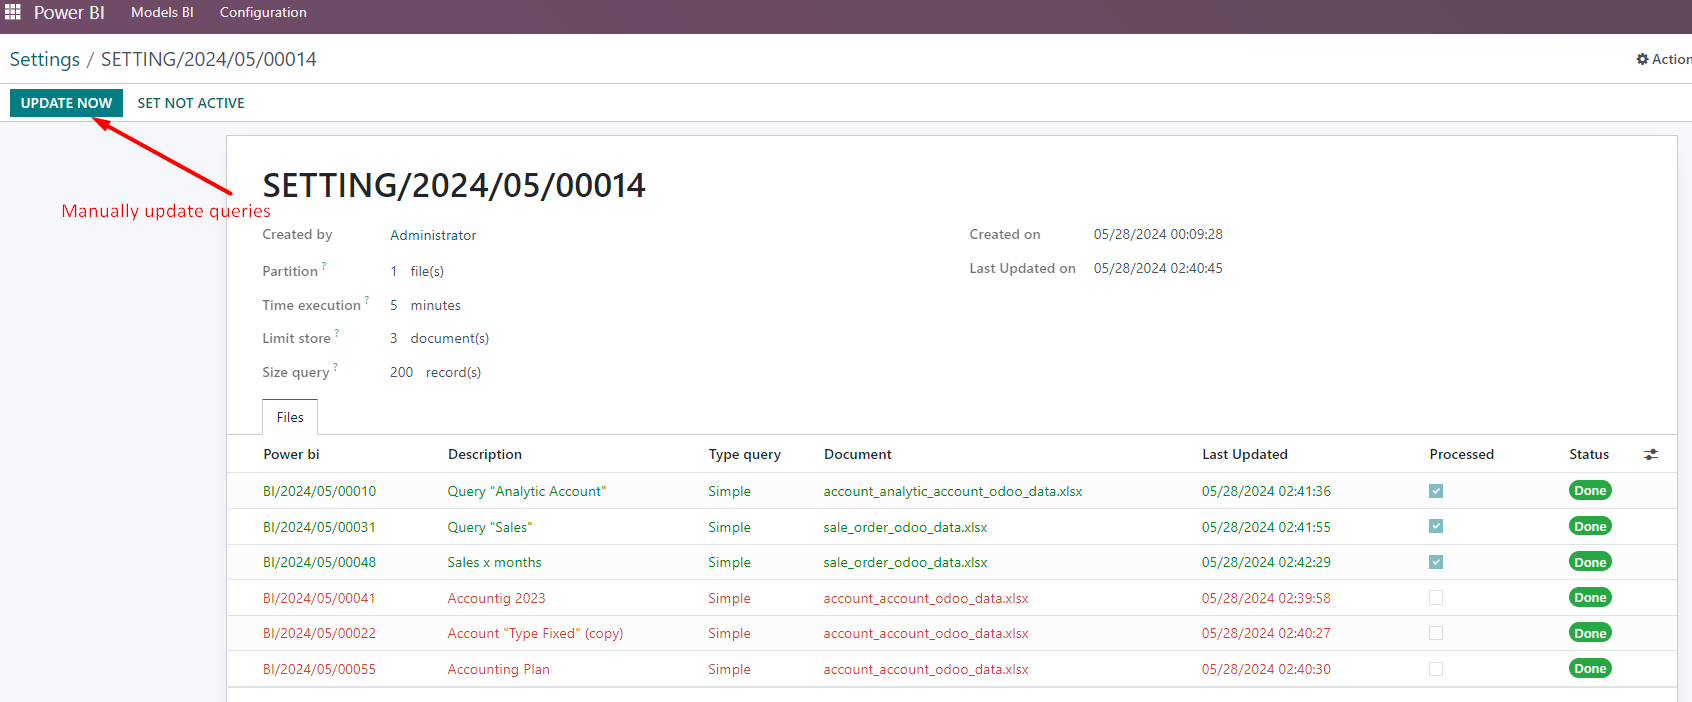 Power BI Models BI Configuration
Settings / SETTING/2024/05/00014 Action
UPDATE NOW SET NOT ACTIVE
SETTING/2024/05/00014
Manually update queries
Created by Administrator Created on 05/28/2024 00:09:28
Partition ? 1 file(s) Last Updated on 05/28/2024 02:40:45
Time execution ? 5 minutes
Limit store ? 3 document(s)
Size query ? 200 record(s)
Files
Power bi Description Type query Document Last Updated Processed Status
BI/2024/05/00010 Query "Analytic Account" Simple account_analytic_account_odoo_data.xlsx 05/28/2024 02:41:36 Done
BI/2024/05/00031 Query "Sales" Simple sale_order_odoo_data.xlsx 05/28/2024 02:41:55 Done
BI/2024/05/00048 Sales x months Simple sale_order_odoo_data.xlsx 05/28/2024 02:42:29 Done
BI/2024/05/00041 Accountig 2023 Simple account_account_odoo_data.xlsx 05/28/2024 02:39:58 Done
BI/2024/05/00022 Account "Type Fixed" (copy) Simple account_account_odoo_data.xlsx 05/28/2024 02:40:27 Done
BI/2024/05/00055 Accounting Plan Simple account_account_odoo_data.xlsx 05/28/2024 02:40:30 Done